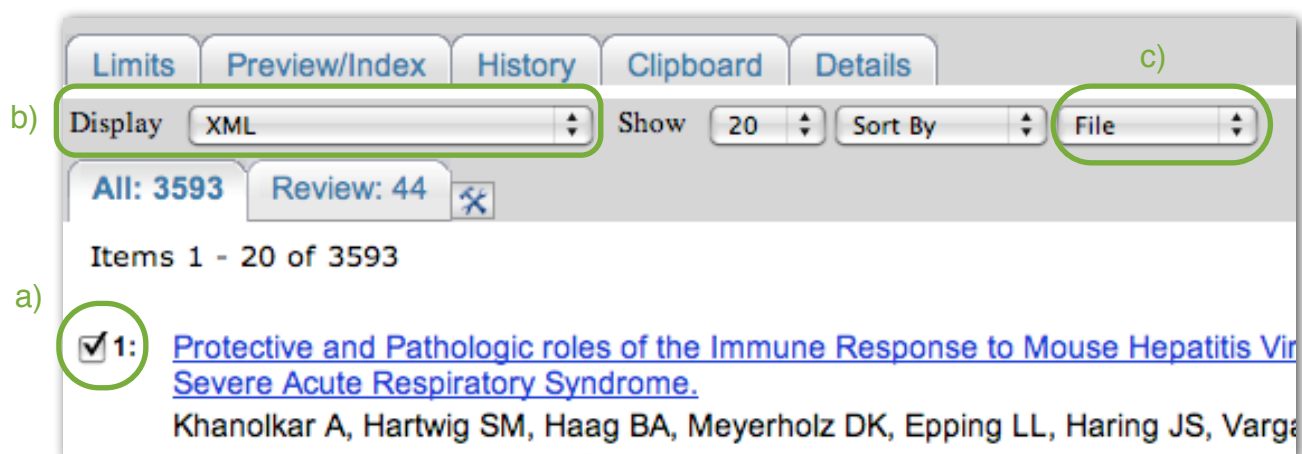 Limits Preview/Index History Clipboard Details c)
b) Display XML Show 20 Sort By File
All: 3593 Review: 44
Items 1 - 20 of 3593
a)
1: Protective and Pathologic roles of the Immune Response to Mouse Hepatitis
Severe Acute Respiratory Syndrome.
Khanolkar A, Hartwig SM, Haag BA, Meyerholz DK, Epping LL, Haring JS,